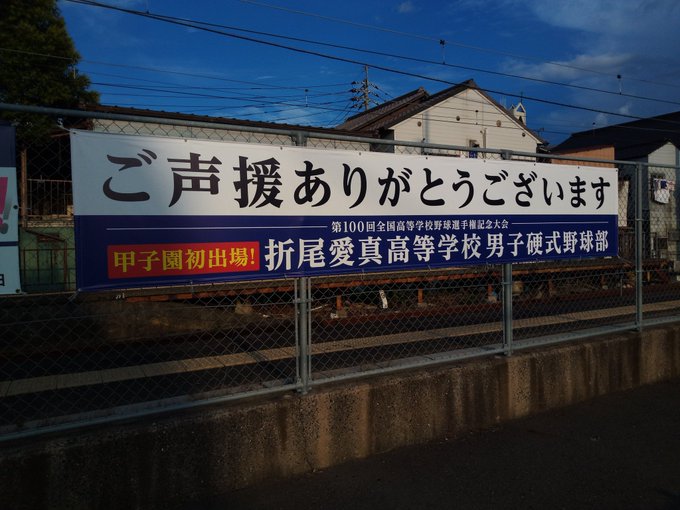 ご声援ありがとうございます
第100回全国高等学校野球選手権記念大会
甲子園初出場! 折尾愛真高等学校男子硬式野球部